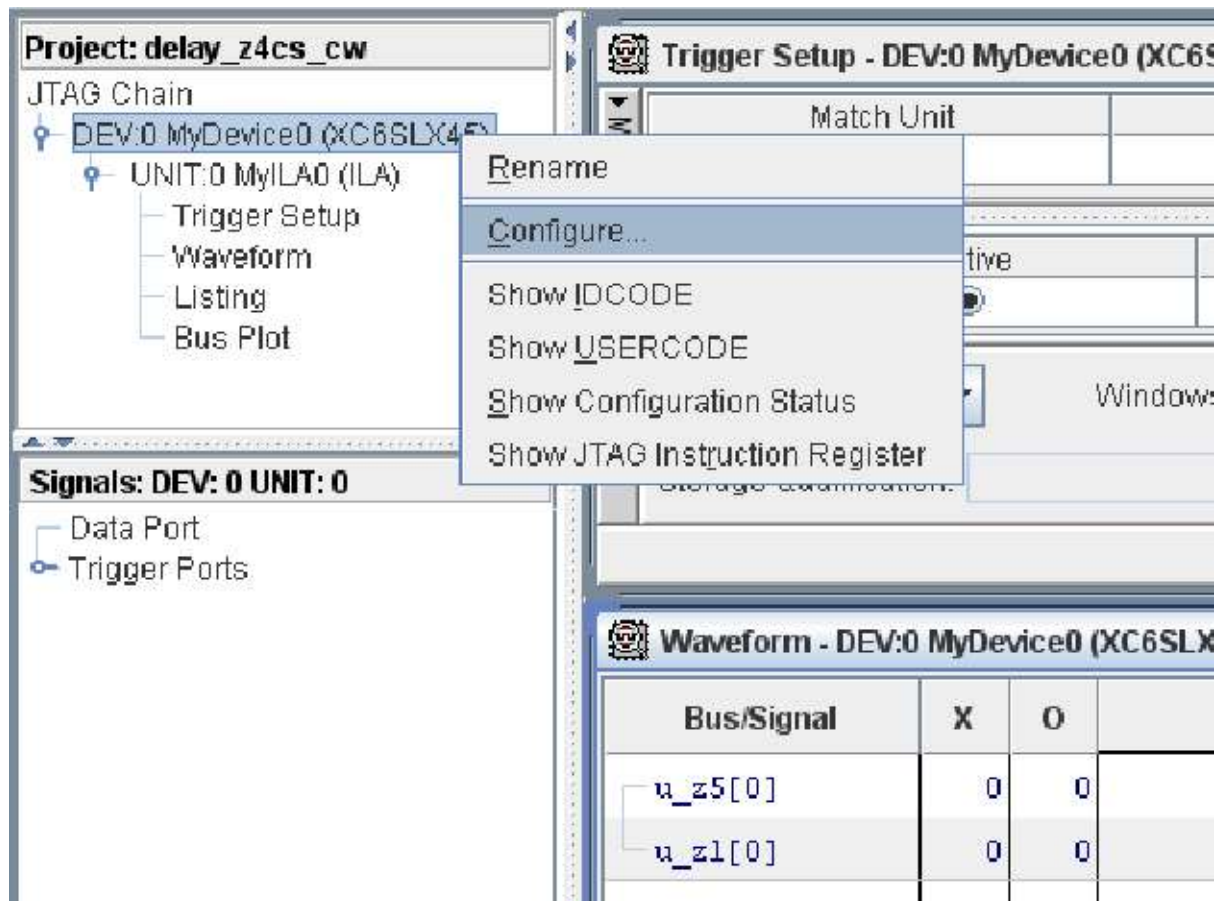 Project: delay_z4cs_cw
JTAG Chain
DEV:0 MyDevice0 (XC6SLX45)
UNIT:0 MyILA0 (ILA)
Trigger Setup
Waveform
Listing
Bus Plot
Signals: DEV: 0 UNIT: 0
Data Port
Trigger Ports
Rename
Configure...
Show IDCODE
Show USERCODE
Show Configuration Status
Show JTAG Instruction Register
Trigger Setup - DEV:0 MyDevice0 (XC6S
Match Unit
tive
Windows
Waveform - DEV:0 MyDevice0 (XC6SLX
Bus/Signal X O
u_z5[0] 0 0
u_z1[0] 0 0